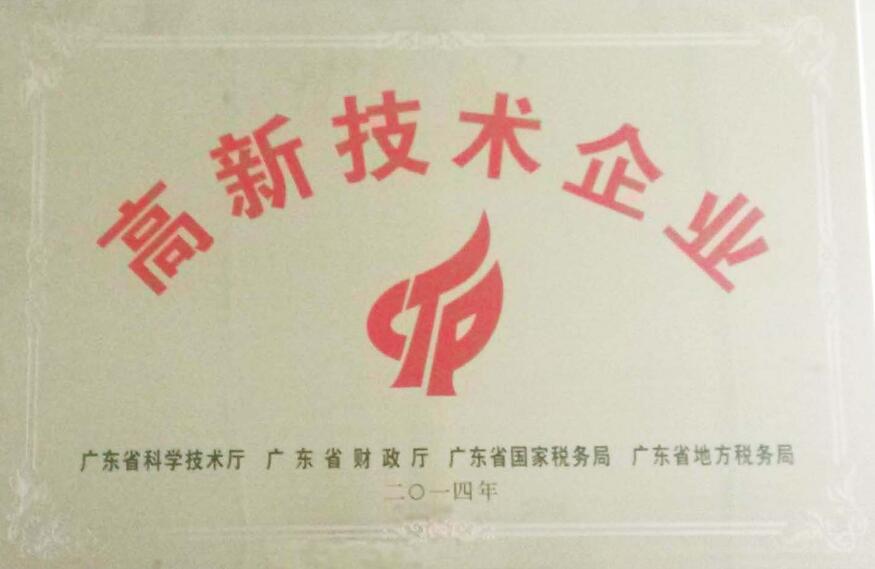 高新技术企业
广东省科学技术厅 广东省财政厅 广东省国家税务局 广东省地方税务局
二〇一四年